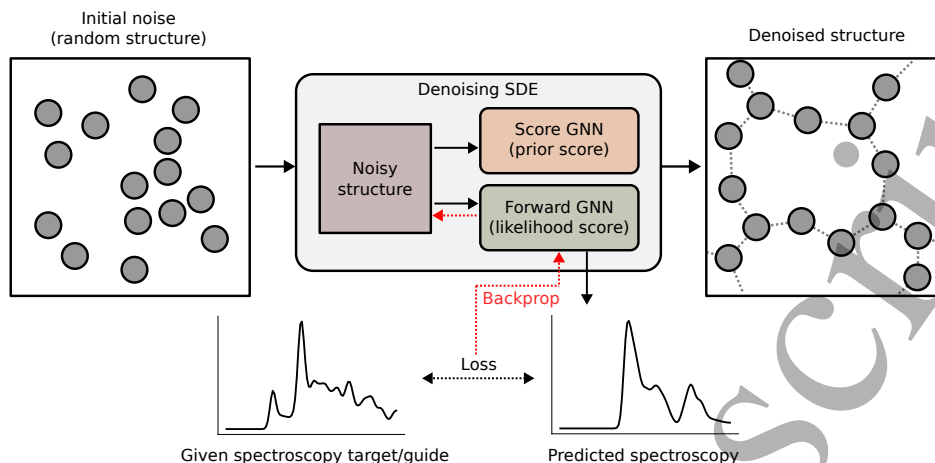 Initial noise
(random structure)
Denoised structure
Denoising SDE
Noisy
structure
Score GNN
(prior score)
Forward GNN
(likelihood score)
Backprop
Loss
Given spectroscopy target/guide
Predicted spectroscopy
scri